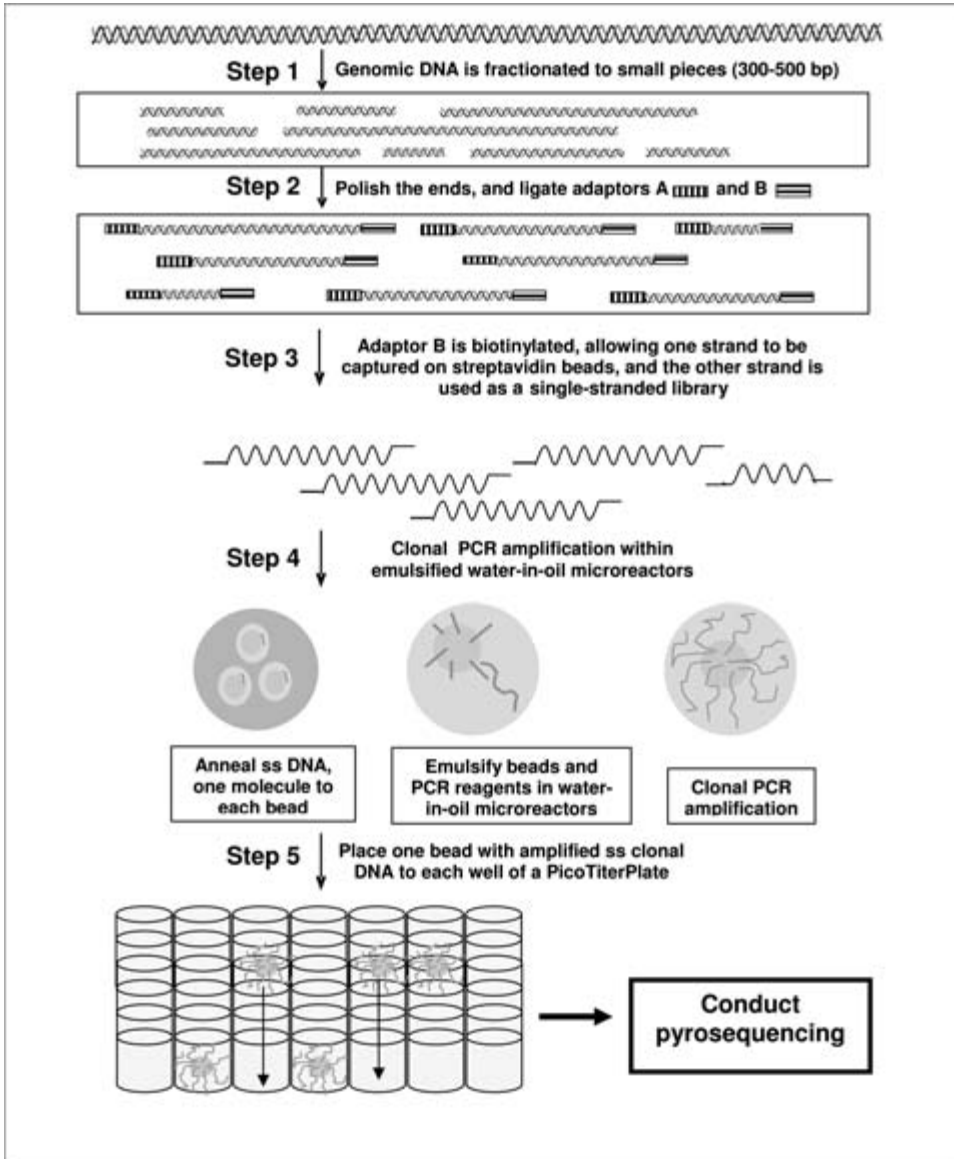 Step 1
Genomic DNA is fractionated to small pieces (300-500 bp)
Step 2
Polish the ends, and ligate adaptors A and B
Step 3
Adaptor B is biotinylated, allowing one strand to be
captured on streptavidin beads, and the other strand is
used as a single-stranded library
Step 4
Clonal PCR amplification within
emulsified water-in-oil microreactors
Anneal ss DNA,
one molecule to
each bead
Emulsify beads and
PCR reagents in water-
in-oil microreactors
Clonal PCR
amplification
Step 5
Place one bead with amplified ss clonal
DNA to each well of a PicoTiterPlate
Conduct
pyrosequencing